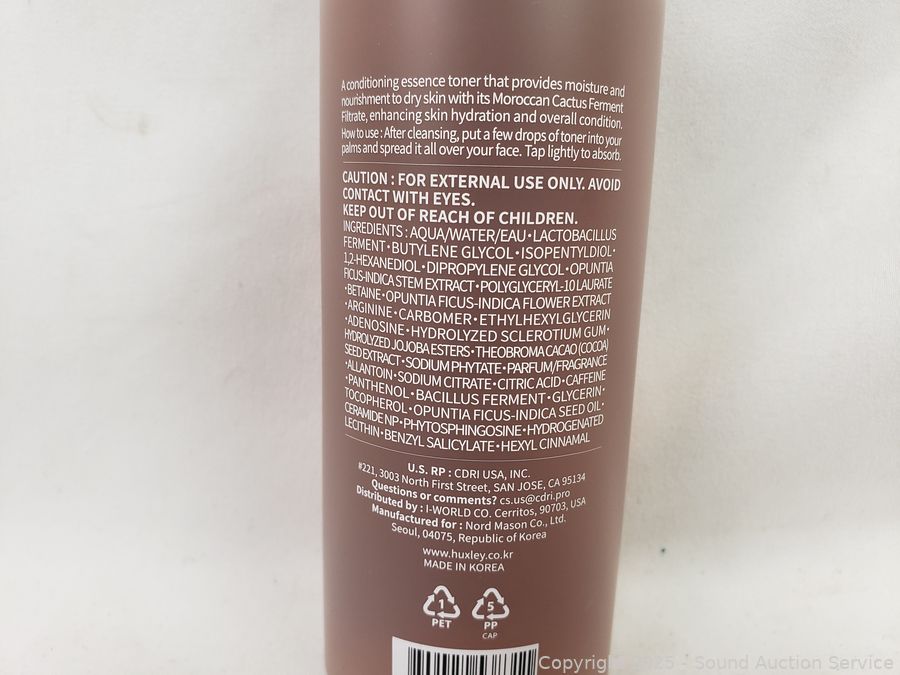 A conditioning essence toner that provides moisture and
nourishment to dry skin with its Moroccan Cactus Ferment
Filtrate, enhancing skin hydration and overall condition.
How to use : After cleansing, put a few drops of toner into your
palms and spread it all over your face. Tap lightly to absorb.
CAUTION : FOR EXTERNAL USE ONLY. AVOID
CONTACT WITH EYES.
KEEP OUT OF REACH OF CHILDREN.
INGREDIENTS : AQUA/WATER/EAU • LACTOBACILLUS
FERMENT • BUTYLENE GLYCOL • ISOPENTYLDIOL •
1,2-HEXANEDIOL • DIPROPYLENE GLYCOL • OPUNTIA
FICUS-INDICA STEM EXTRACT • POLYGLYCERYL-10 LAURATE
• BETAINE • OPUNTIA FICUS-INDICA FLOWER EXTRACT
• ARGININE • CARBOMER • ETHYLHEXYLGLYCERIN
• ADENOSINE • HYDROLYZED SCLEROTIUM GUM •
HYDROLYZED JOJOBA ESTERS • THEOBROMA CACAO (COCOA)
SEED EXTRACT • SODIUM PHYTATE • PARFUM/FRAGRANCE
• ALLANTOIN • SODIUM CITRATE • CITRIC ACID • CAFFEINE
• PANTHENOL • BACILLUS FERMENT • GLYCERIN •
TOCOPHEROL • OPUNTIA FICUS-INDICA SEED OIL •
CERAMIDE NP • PHYTOSPHINGOSINE • HYDROGENATED
LECITHIN • BENZYL SALICYLATE • HEXYL CINNAMAL
U.S. RP : CDRI USA, INC.
#221, 3003 North First Street, SAN JOSE, CA 95134
Questions or comments? cs.us@cdri.pro
Distributed by : I-WORLD CO. Cerritos, 90703, USA
Manufactured for : Nord Mason Co., Ltd.
Seoul, 04075, Republic of Korea
www.huxley.co.kr
MADE IN KOREA
1 5
PET PP
CAP
Copyright 2025 - Sound Auction Service